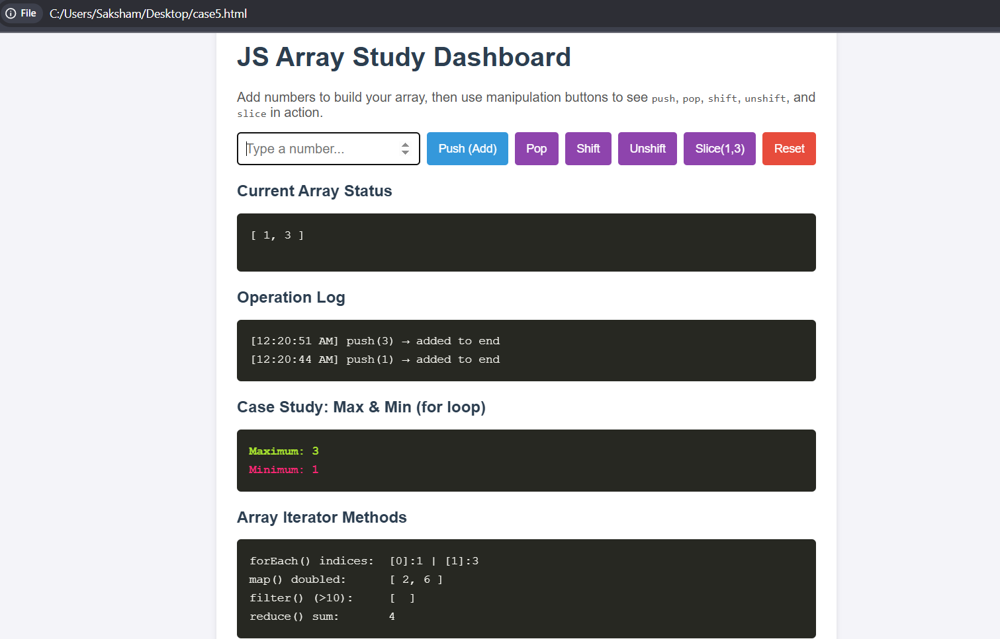 File C:/Users/Saksham/Desktop/case5.html
JS Array Study Dashboard
Add numbers to build your array, then use manipulation buttons to see push, pop, shift, unshift, and
slice in action.
Type a number... Push (Add) Pop Shift Unshift Slice(1,3) Reset
Current Array Status
[ 1, 3 ]
Operation Log
[12:20:51 AM] push(3) → added to end
[12:20:44 AM] push(1) → added to end
Case Study: Max & Min (for loop)
Maximum: 3
Minimum: 1
Array Iterator Methods
forEach() indices: [0]:1 | [1]:3
map() doubled: [ 2, 6 ]
filter() (>10): [ ]
reduce() sum: 4